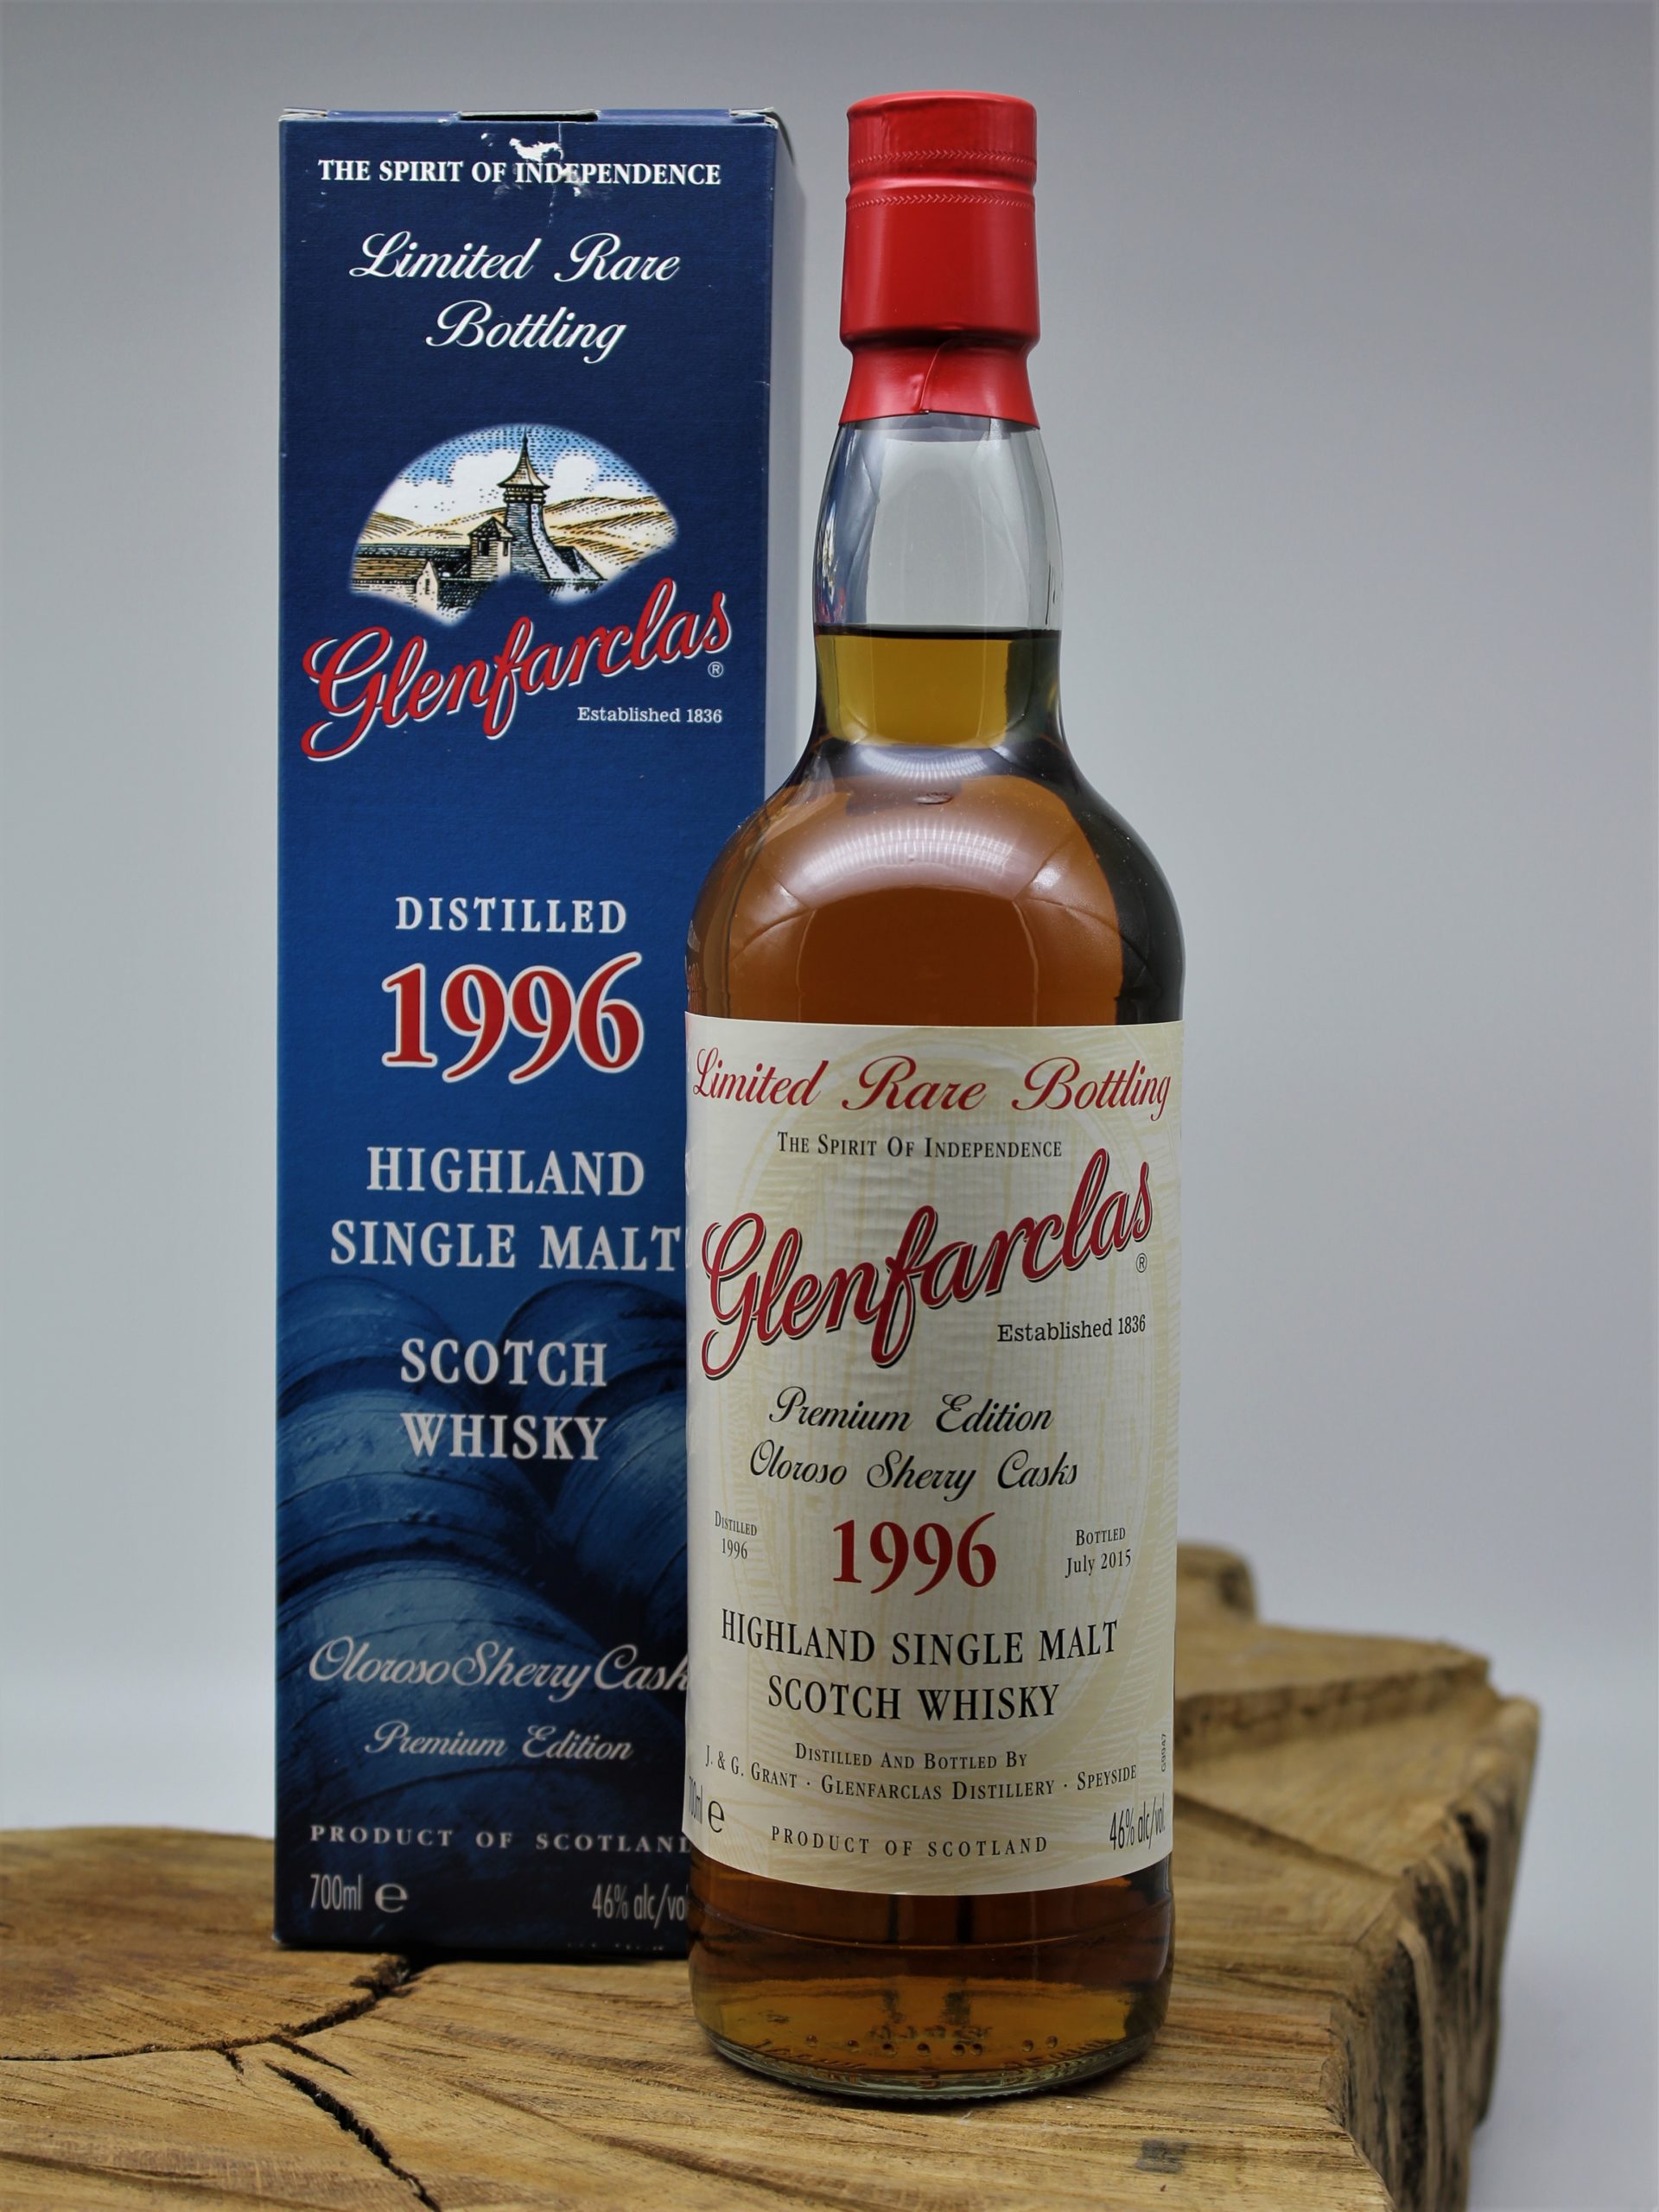 THE SPIRIT OF INDEPENDENCE
Limited Rare
Bottling
Glenfarclas®
Established 1836
DISTILLED
1996
HIGHLAND
SINGLE MALT
SCOTCH
WHISKY
Oloroso Sherry Cask
Premium Edition
PRODUCT OF SCOTLAND
700ml e
46% alc/vo
Limited Rare Bottling
THE SPIRIT OF INDEPENDENCE
Glenfarclas®
Established 1836
Premium Edition
Oloroso Sherry Casks
DISTILLED
1996
1996
BOTTLED
July 2015
HIGHLAND SINGLE MALT
SCOTCH WHISKY
DISTILLED AND BOTTLED BY
J. & G. GRANT · GLENFARCLAS DISTILLERY · SPEYSIDE
700ml e
PRODUCT OF SCOTLAND
46% alc/vol.